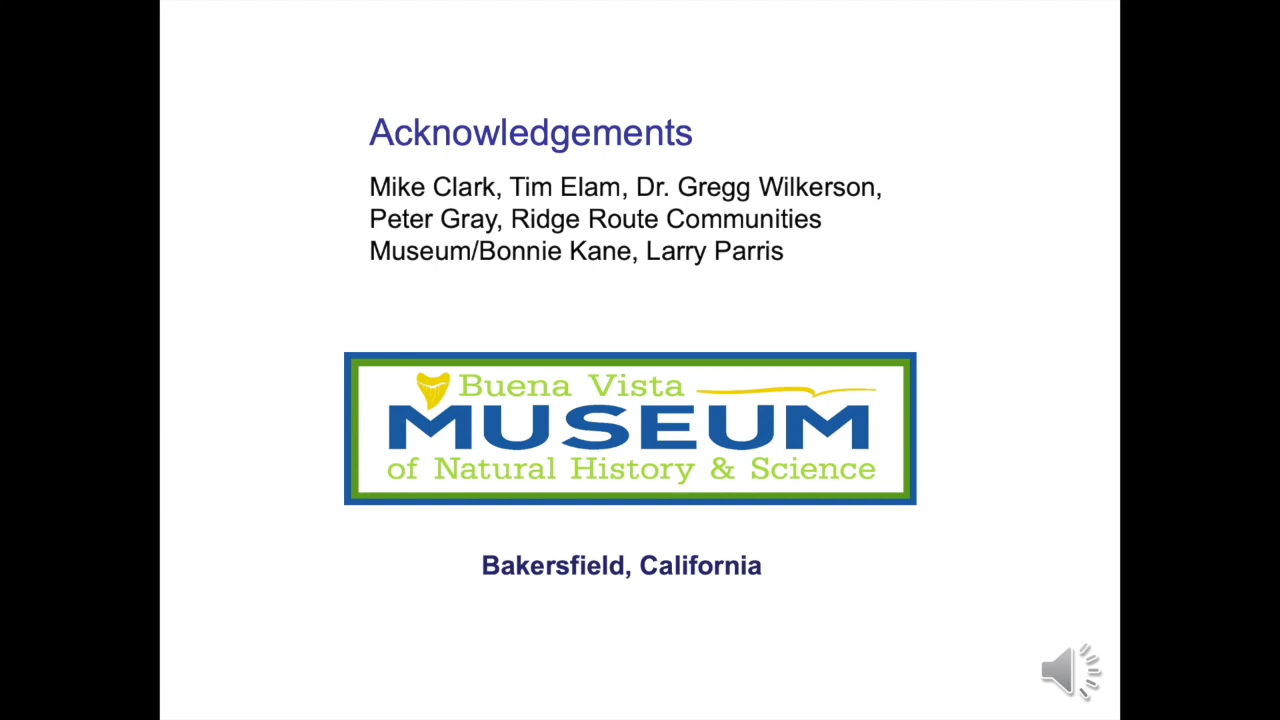 Acknowledgements
Mike Clark, Tim Elam, Dr. Gregg Wilkerson,
Peter Gray, Ridge Route Communities
Museum/Bonnie Kane, Larry Parris
Buena Vista
MUSEUM
of Natural History & Science
Bakersfield, California